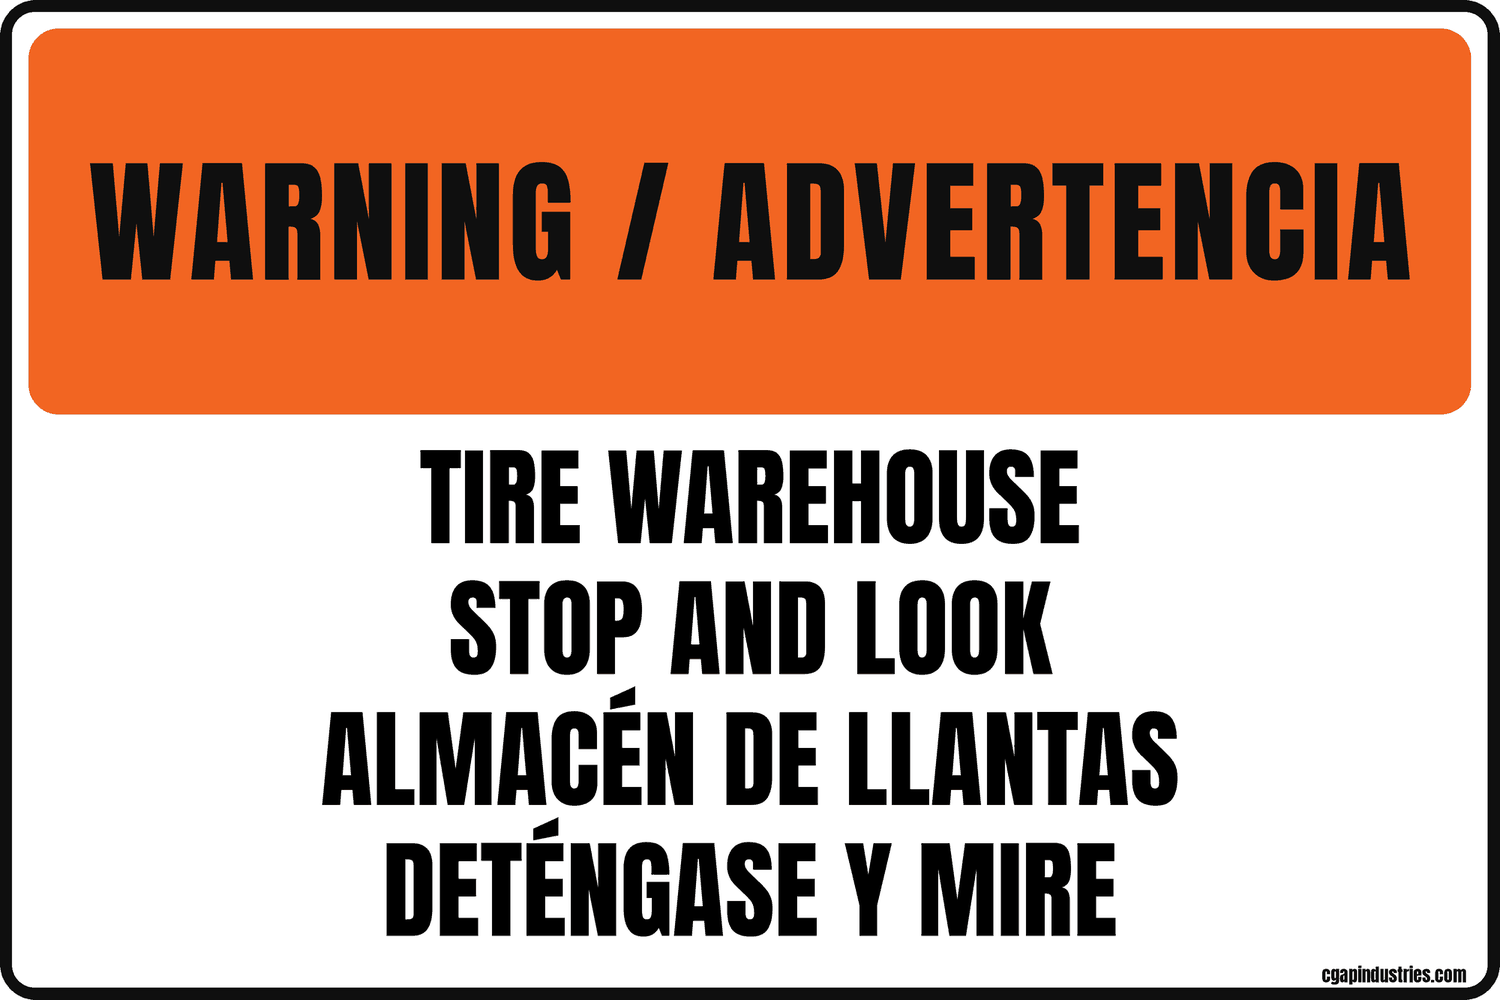 WARNING / ADVERTENCIA
TIRE WAREHOUSE
STOP AND LOOK
ALMACÉN DE LLANTAS
DETÉNGASE Y MIRE
cgapindustries.com